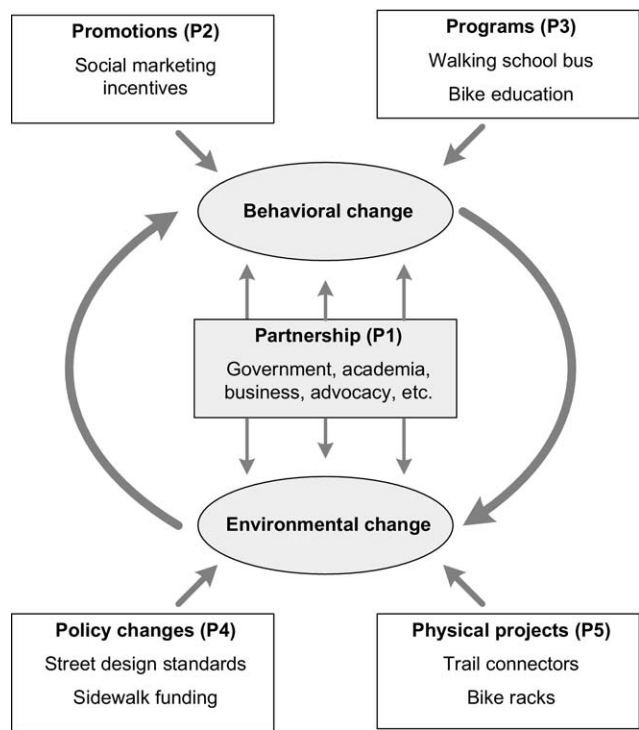 Promotions (P2)
Social marketing
incentives
Programs (P3)
Walking school bus
Bike education
Behavioral change
Partnership (P1)
Government, academia,
business, advocacy, etc.
Environmental change
Policy changes (P4)
Street design standards
Sidewalk funding
Physical projects (P5)
Trail connectors
Bike racks